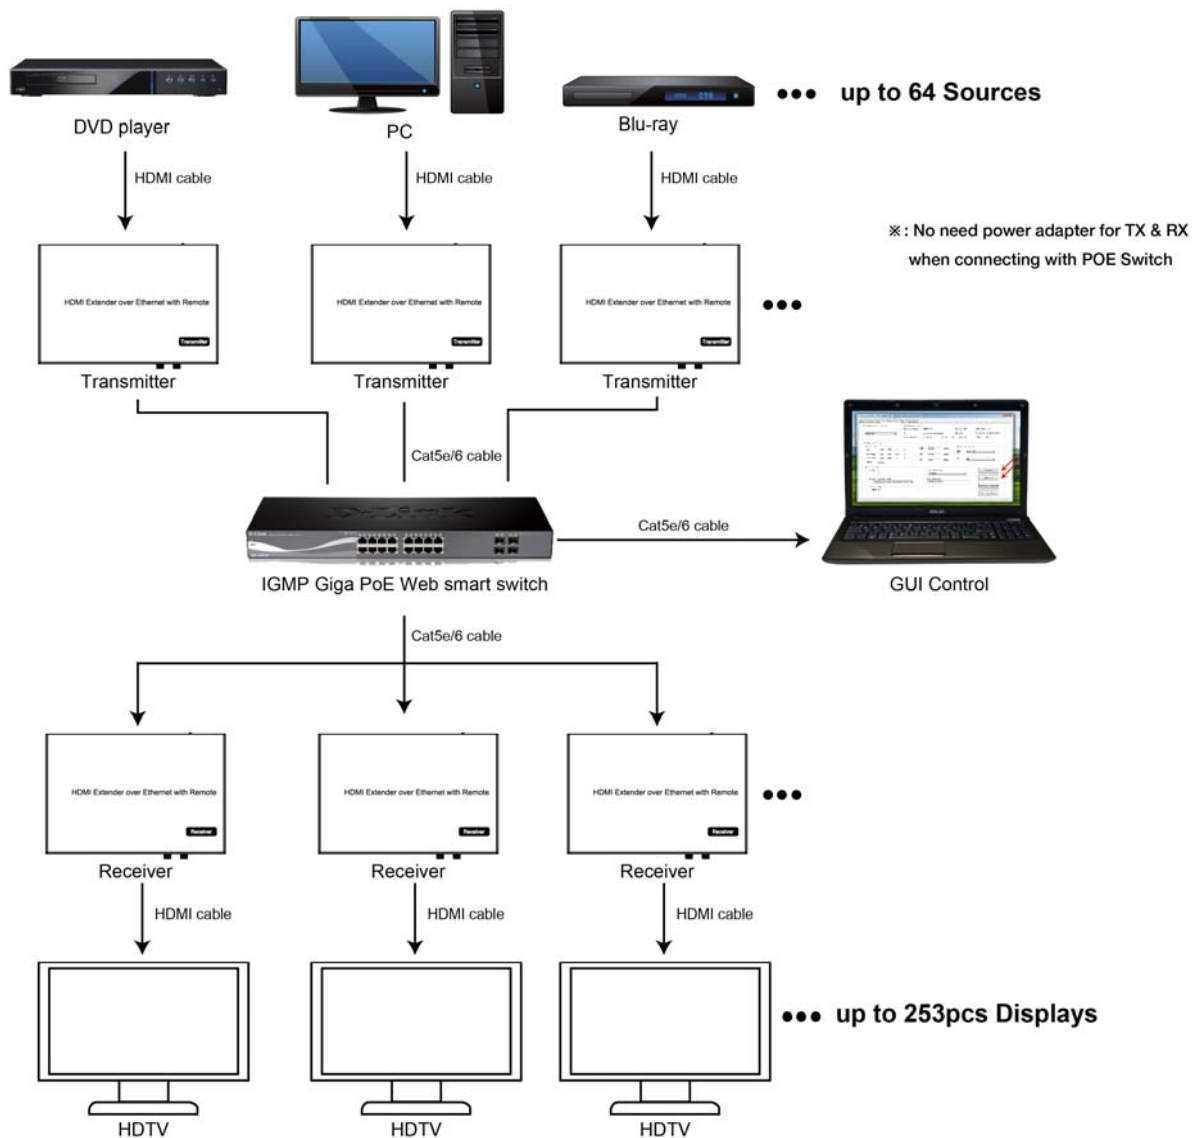 up to 64 Sources
DVD player
PC
Blu-ray
HDMI cable
HDMI cable
HDMI cable
※ : No need power adapter for TX & RX
when connecting with POE Switch
HDMI Extender over Ethernet with Remote
Transmitter
HDMI Extender over Ethernet with Remote
Transmitter
HDMI Extender over Ethernet with Remote
Transmitter
Transmitter
Transmitter
Transmitter
Cat5e/6 cable
D-Link
Cat5e/6 cable
ASUS
IGMP Giga PoE Web smart switch
GUI Control
Cat5e/6 cable
HDMI Extender over Ethernet with Remote
Receiver
HDMI Extender over Ethernet with Remote
Receiver
HDMI Extender over Ethernet with Remote
Receiver
Receiver
Receiver
Receiver
HDMI cable
HDMI cable
HDMI cable
up to 253pcs Displays
HDTV
HDTV
HDTV